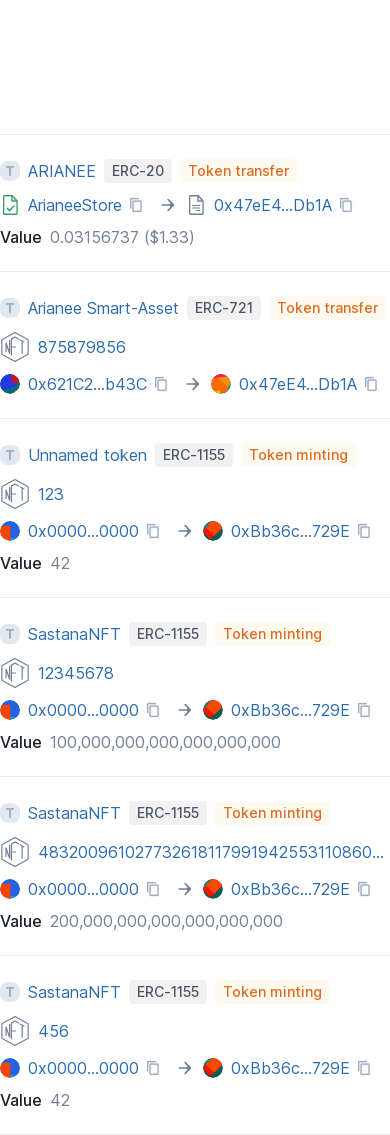 T ARIANEE ERC-20 Token transfer
ArianeeStore → 0x47eE4...Db1A
Value 0.03156737 ($1.33)
T Arianee Smart-Asset ERC-721 Token transfer
NFT 875879856
0x621C2...b43C → 0x47eE4...Db1A
T Unnamed token ERC-1155 Token minting
NFT 123
0x0000...0000 → 0xBb36c...729E
Value 42
T SastanaNFT ERC-1155 Token minting
NFT 12345678
0x0000...0000 → 0xBb36c...729E
Value 100,000,000,000,000,000,000
T SastanaNFT ERC-1155 Token minting
NFT 483200961027732618117991942553110860...
0x0000...0000 → 0xBb36c...729E
Value 200,000,000,000,000,000,000
T SastanaNFT ERC-1155 Token minting
NFT 456
0x0000...0000 → 0xBb36c...729E
Value 42